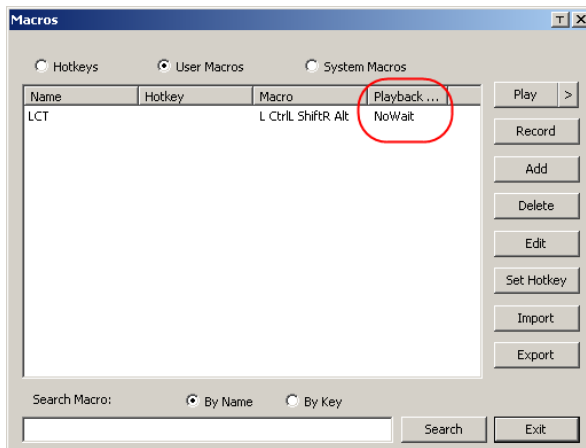 Macros
Hotkeys User Macros System Macros
Name Hotkey Macro Playback ...
LCT L CtrlL ShiftR Alt NoWait
Play >
Record
Add
Delete
Edit
Set Hotkey
Import
Export
Search Macro: By Name By Key
Search Exit